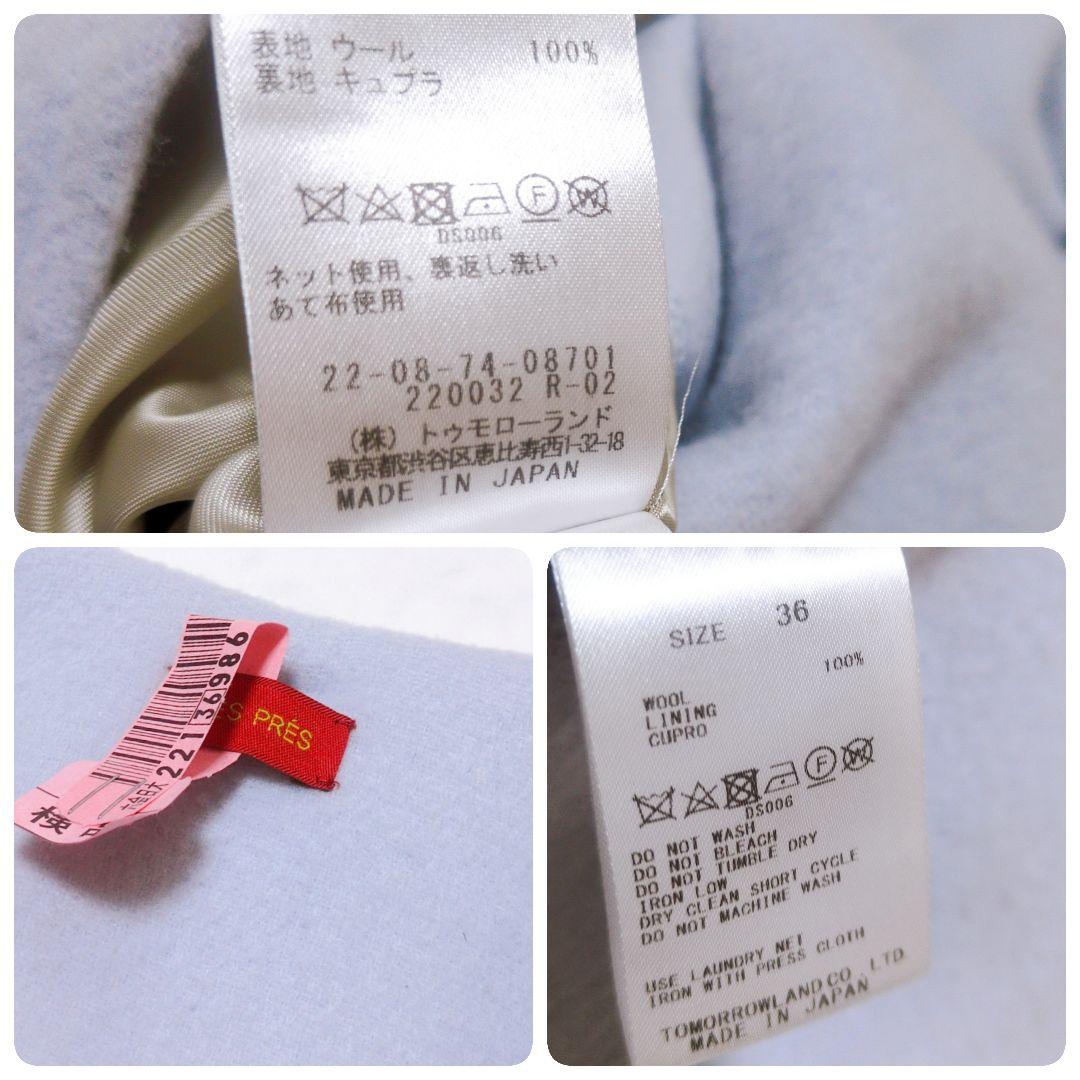 表地 ウール 100%
裏地 キュプラ
DS006
ネット使用、裏返し洗い
あて布使用
22-08-74-08701
220032 R-02
(株) トゥモローランド
東京都渋谷区恵比寿西1-32-18
MADE IN JAPAN
22136986
ES PRÉS
SIZE 36
100%
WOOL
LINING
CUPRO
DS006
DO NOT WASH
DO NOT BLEACH
DO NOT TUMBLE DRY
IRON LOW
DRY CLEAN SHORT CYCLE
DO NOT MACHINE WASH
USE LAUNDRY NET
IRON WITH PRESS CLOTH
TOMORROWLAND CO., LTD.
MADE IN JAPAN